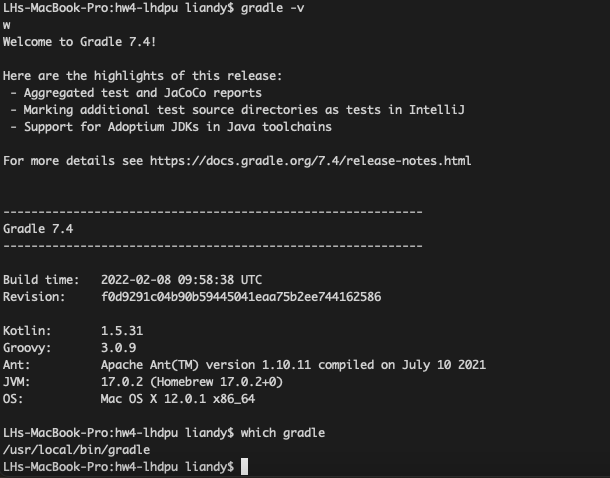 LHs-MacBook-Pro:hw4-lhdpu liandy$ gradle -v
w
Welcome to Gradle 7.4!
Here are the highlights of this release:
 - Aggregated test and JaCoCo reports
 - Marking additional test source directories as tests in IntelliJ
 - Support for Adoptium JDKs in Java toolchains
For more details see https://docs.gradle.org/7.4/release-notes.html
------------------------------------------------------------
Gradle 7.4
------------------------------------------------------------
Build time:   2022-02-08 09:58:38 UTC
Revision:     f0d9291c04b90b59445041eaa75b2ee744162586
Kotlin:       1.5.31
Groovy:       3.0.9
Ant:          Apache Ant(TM) version 1.10.11 compiled on July 10 2021
JVM:          17.0.2 (Homebrew 17.0.2+0)
OS:           Mac OS X 12.0.1 x86_64
LHs-MacBook-Pro:hw4-lhdpu liandy$ which gradle
/usr/local/bin/gradle
LHs-MacBook-Pro:hw4-lhdpu liandy$